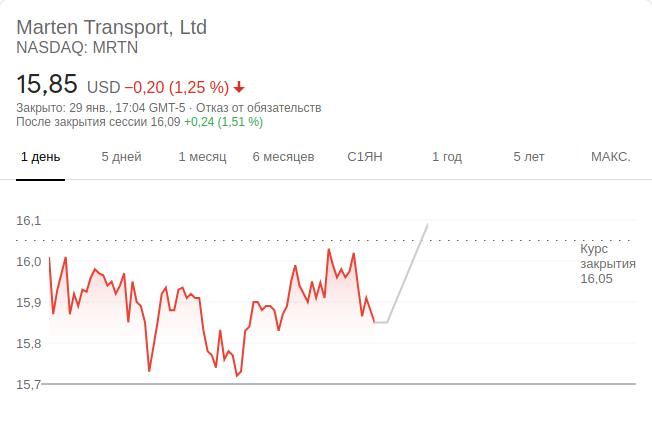 Marten Transport, Ltd
NASDAQ: MRTN
15,85 USD −0,20 (1,25 %)
Закрыто: 29 янв., 17:04 GMT-5 · Отказ от обязательств
После закрытия сессии 16,09 +0,24 (1,51 %)
1 день 5 дней 1 месяц 6 месяцев С1ЯН 1 год 5 лет МАКС.
16,1
Курс
закрытия
16,05
16,0
15,9
15,8
15,7